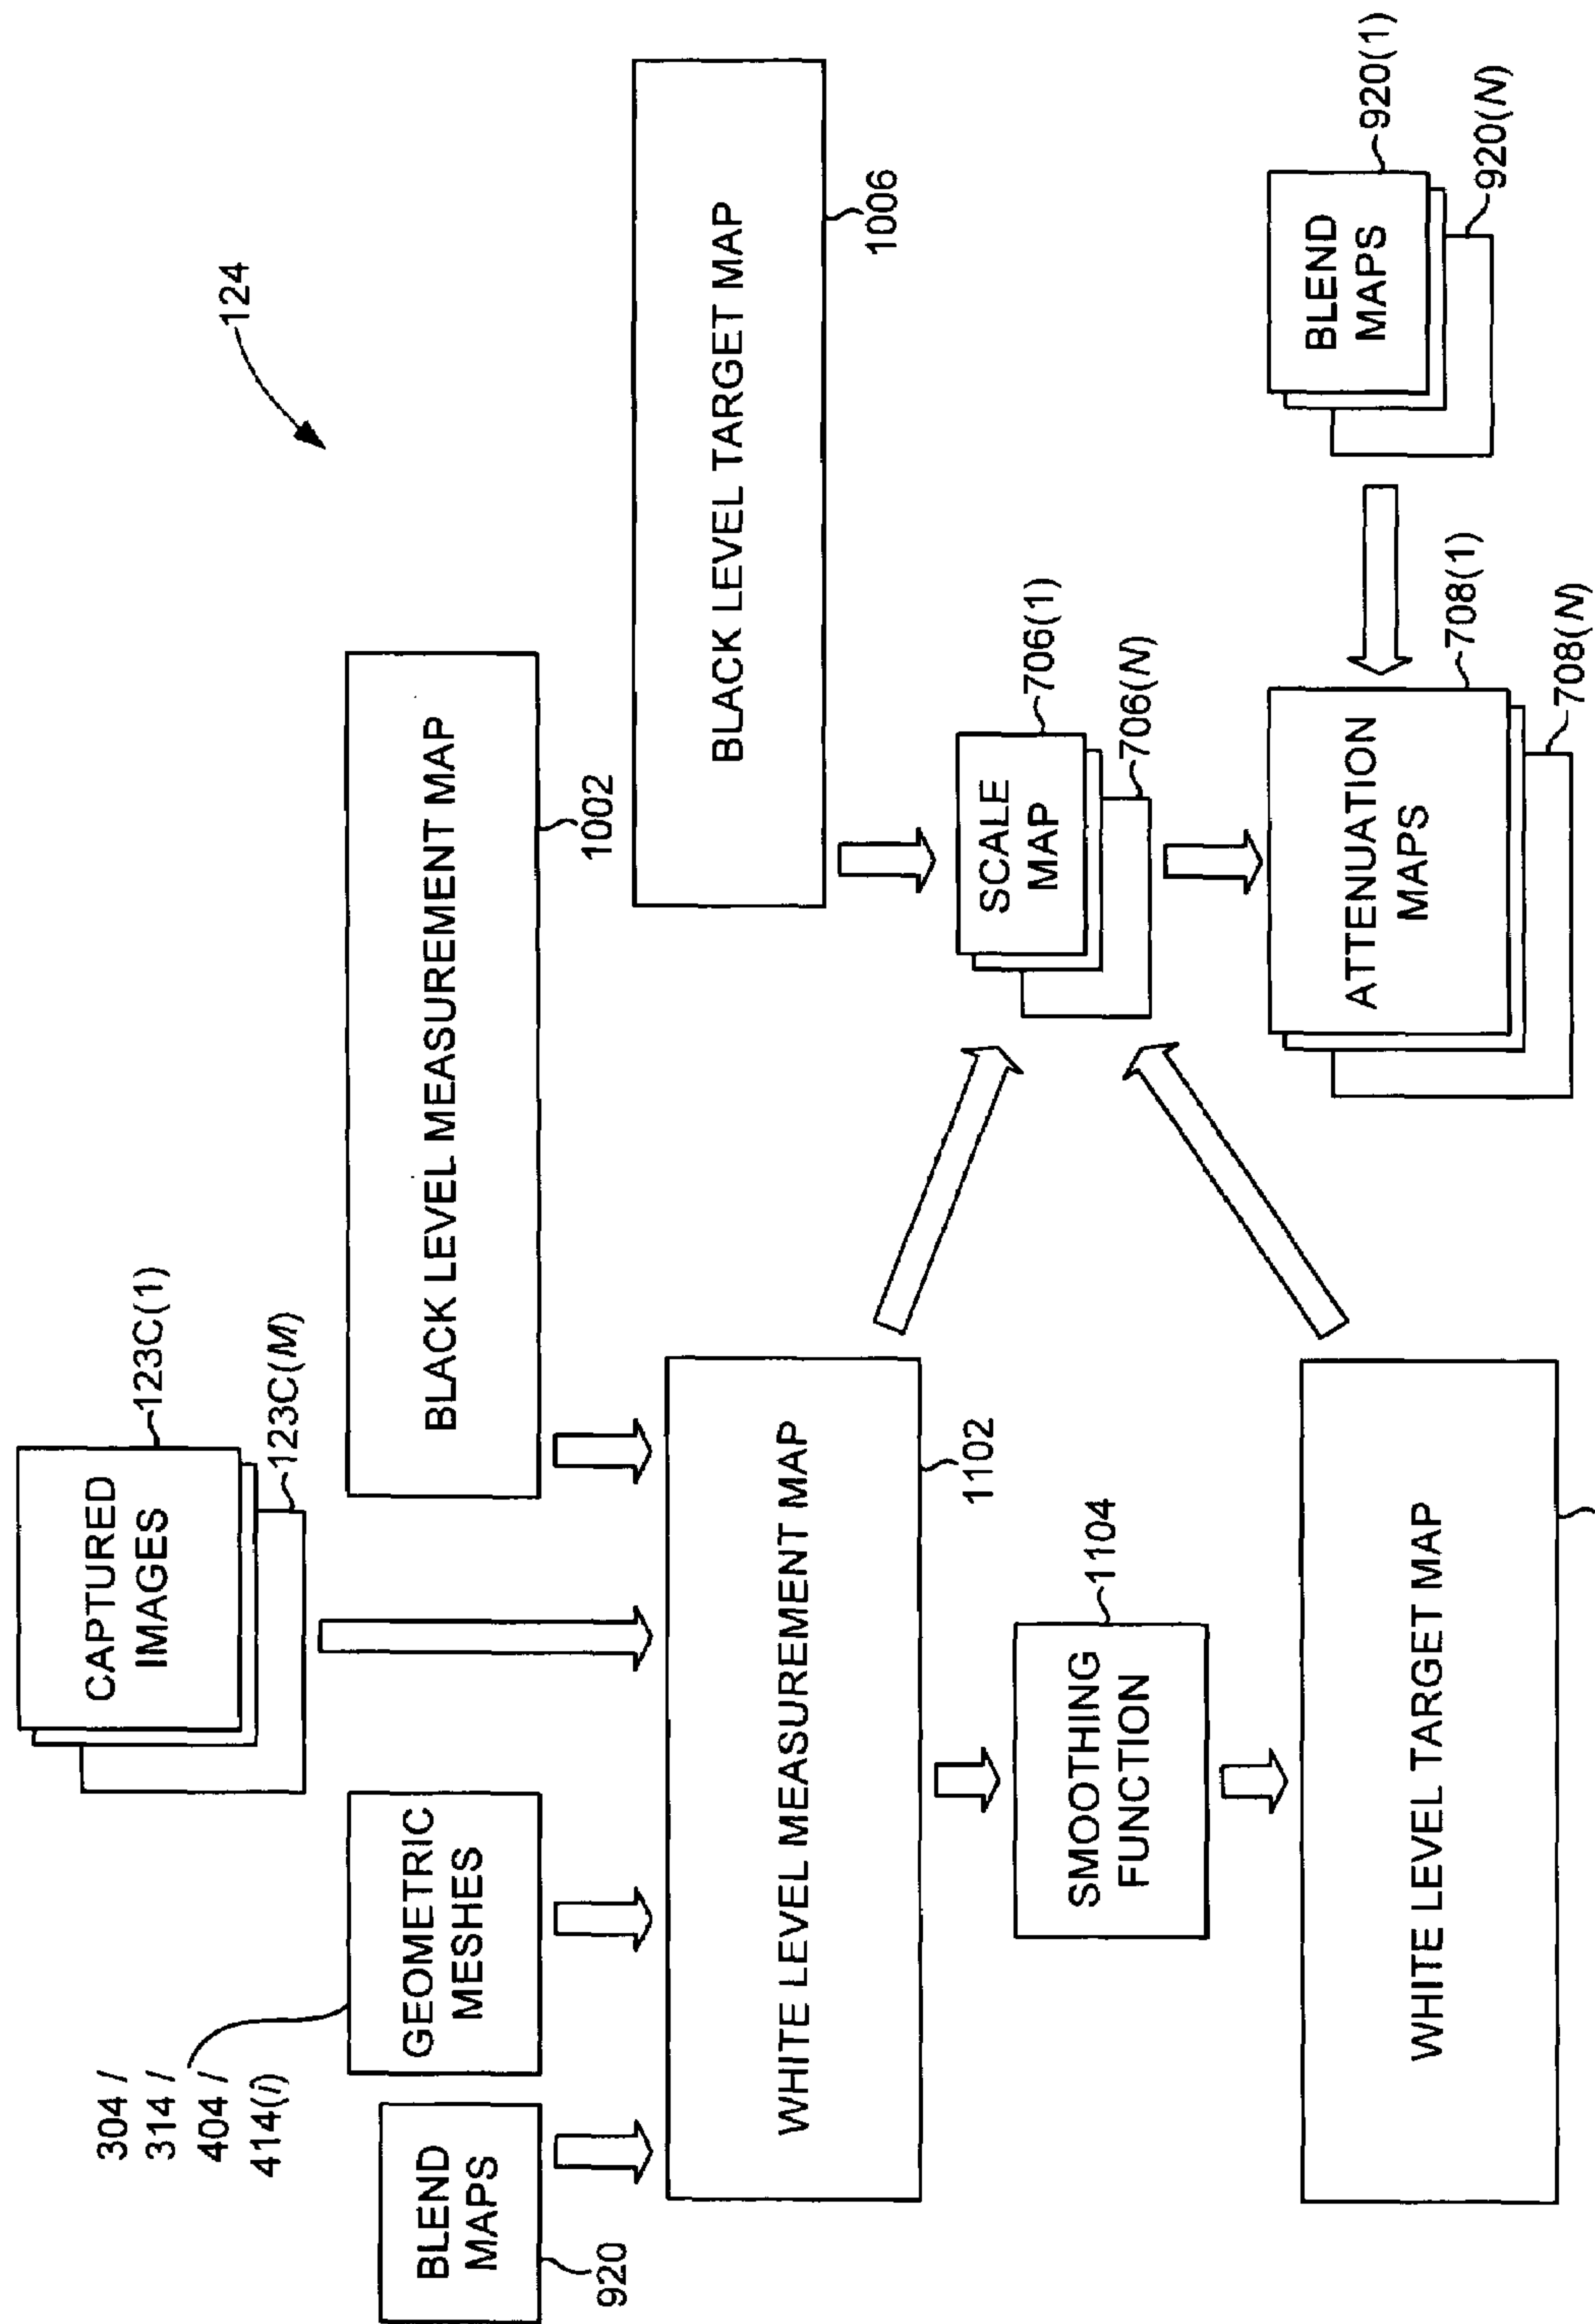 124
CAPTURED
IMAGES
123C(1)
123C(M)
304 /
314 /
404 /
414(i)
BLEND
MAPS
920
GEOMETRIC
MESHES
BLACK LEVEL MEASUREMENT MAP
1002
WHITE LEVEL MEASUREMENT MAP
1102
BLACK LEVEL TARGET MAP
1006
SMOOTHING
FUNCTION
1104
SCALE
MAP
706(1)
706(N)
WHITE LEVEL TARGET MAP
ATTENUATION
MAPS
708(1)
708(N)
BLEND
MAPS
920(1)
920(N)